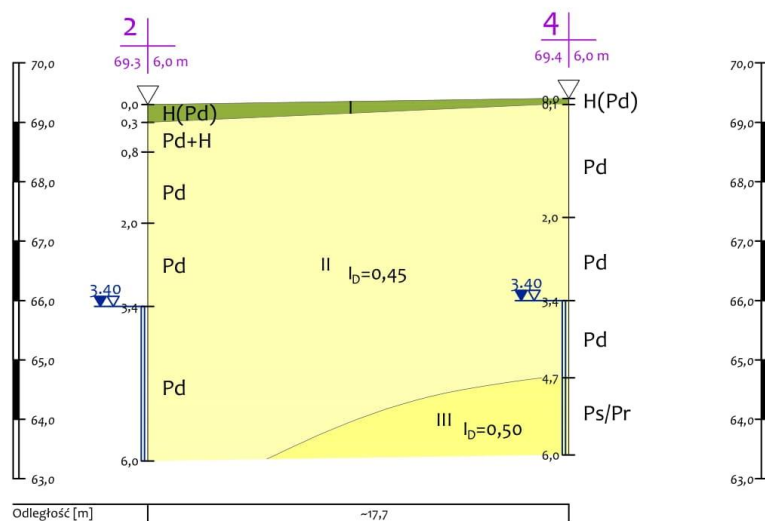 2 4
69.3 6,0 m 69.4 6,0 m
70,0 70,0
0,0 I 0,0 H(Pd)
H(Pd) 0,1
69,0 0,3 69,0
Pd+H
0,8
Pd
68,0 68,0
Pd
2,0 2,0
67,0 67,0
Pd II I_D=0,45 Pd
3.40 3.40
66,0 3,4 3,4 66,0
Pd
65,0 65,0
Pd 4,7
64,0 III I_D=0,50 Ps/Pr 64,0
6,0 6,0
63,0 63,0
Odległość [m] ~17,7